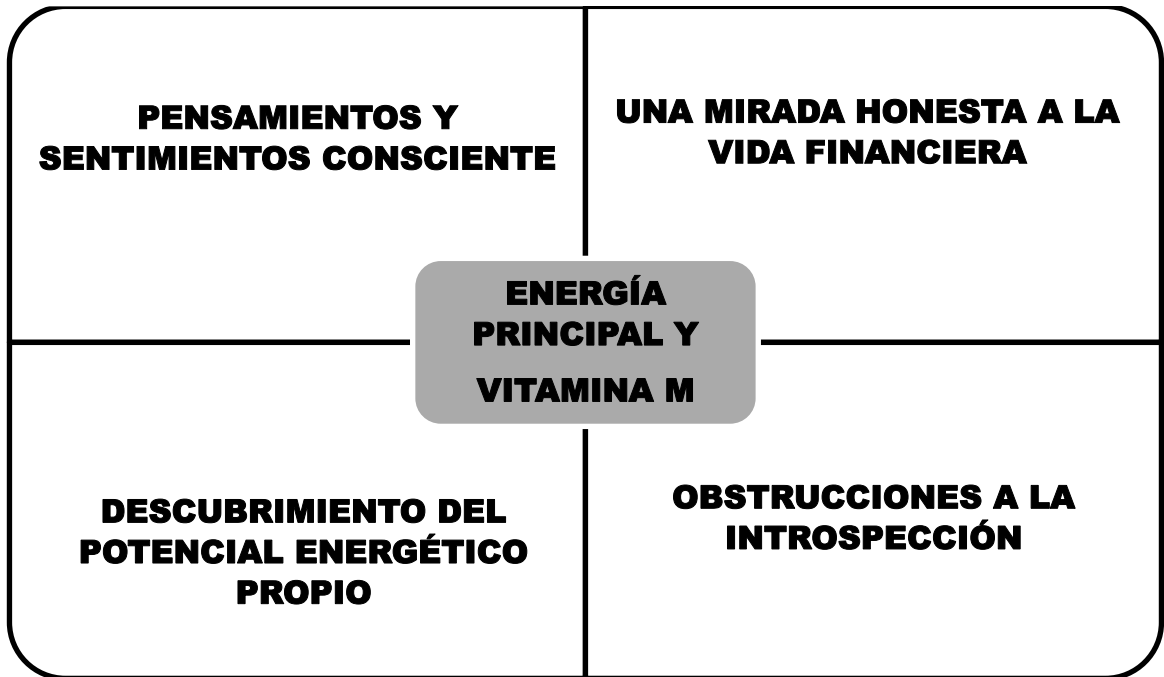 PENSAMIENTOS Y
SENTIMIENTOS CONSCIENTE
UNA MIRADA HONESTA A LA
VIDA FINANCIERA
ENERGÍA
PRINCIPAL Y
VITAMINA M
DESCUBRIMIENTO DEL
POTENCIAL ENERGÉTICO
PROPIO
OBSTRUCCIONES A LA
INTROSPECCIÓN